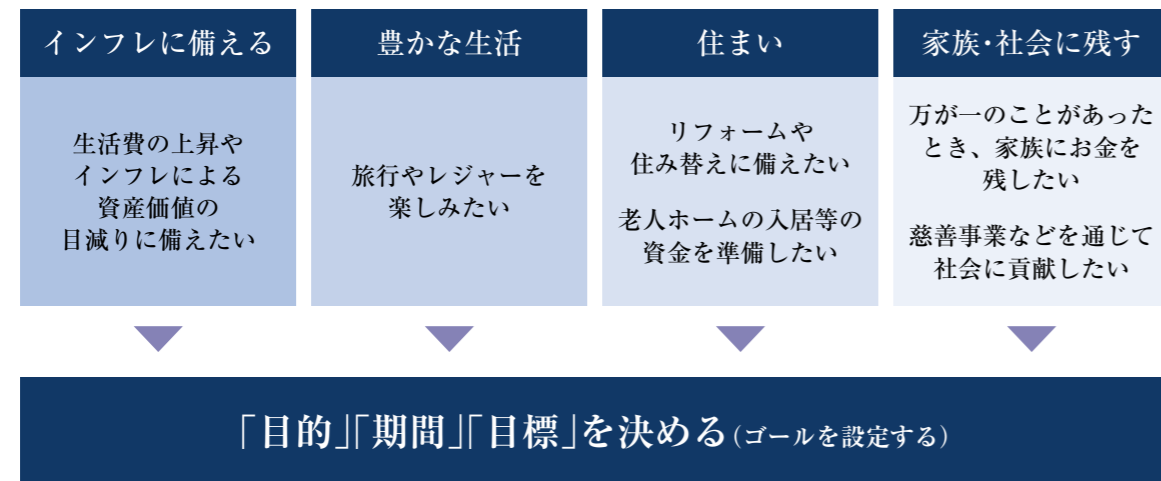 インフレに備える
生活費の上昇や
インフレによる
資産価値の
目減りに備えたい
豊かな生活
旅行やレジャーを
楽しみたい
住まい
リフォームや
住み替えに備えたい
老人ホームの入居等の
資金を準備したい
家族・社会に残す
万が一のことがあった
とき、家族にお金を
残したい
慈善事業などを通じて
社会に貢献したい
「目的」「期間」「目標」を決める(ゴールを設定する)